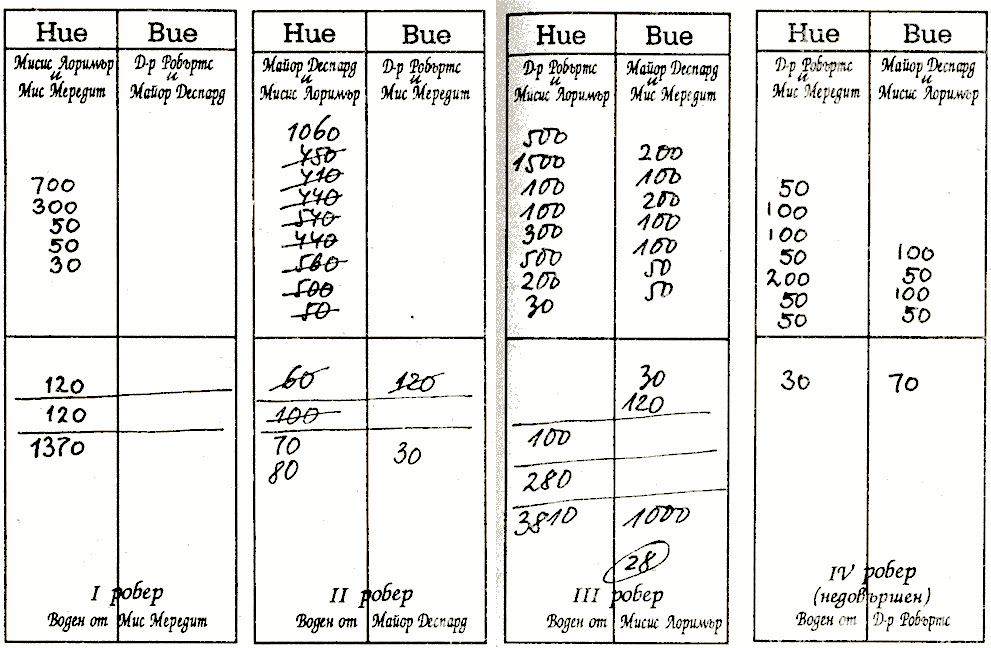 Ние Вие
Мисис Лоримър
и
Мис Мередит
Д-р Робъртс
и
Майор Деспард
700
300
50
50
30
120
120
1370
I робер
Воден от Мис Мередит
Ние Вие
Майор Деспард
и
Мисис Лоримър
Д-р Робъртс
и
Мис Мередит
1060
450
410
440
540
440
560
500
50
60 120
100
70 30
80
II робер
Воден от Майор Деспард
Ние Вие
Д-р Робъртс
и
Мисис Лоримър
Майор Деспард
и
Мис Мередит
500
1500
100
100
300
500
200
30
200
100
200
100
100
50
50
30
120
100
280
3810 1000
28
III робер
Воден от Мисис Лоримър
Ние Вие
Д-р Робъртс
и
Мис Мередит
Майор Деспард
и
Мисис Лоримър
50
100
100
50
200
50
50
100
50
100
50
30 70
IV робер
(недовършен)
Воден от Д-р Робъртс